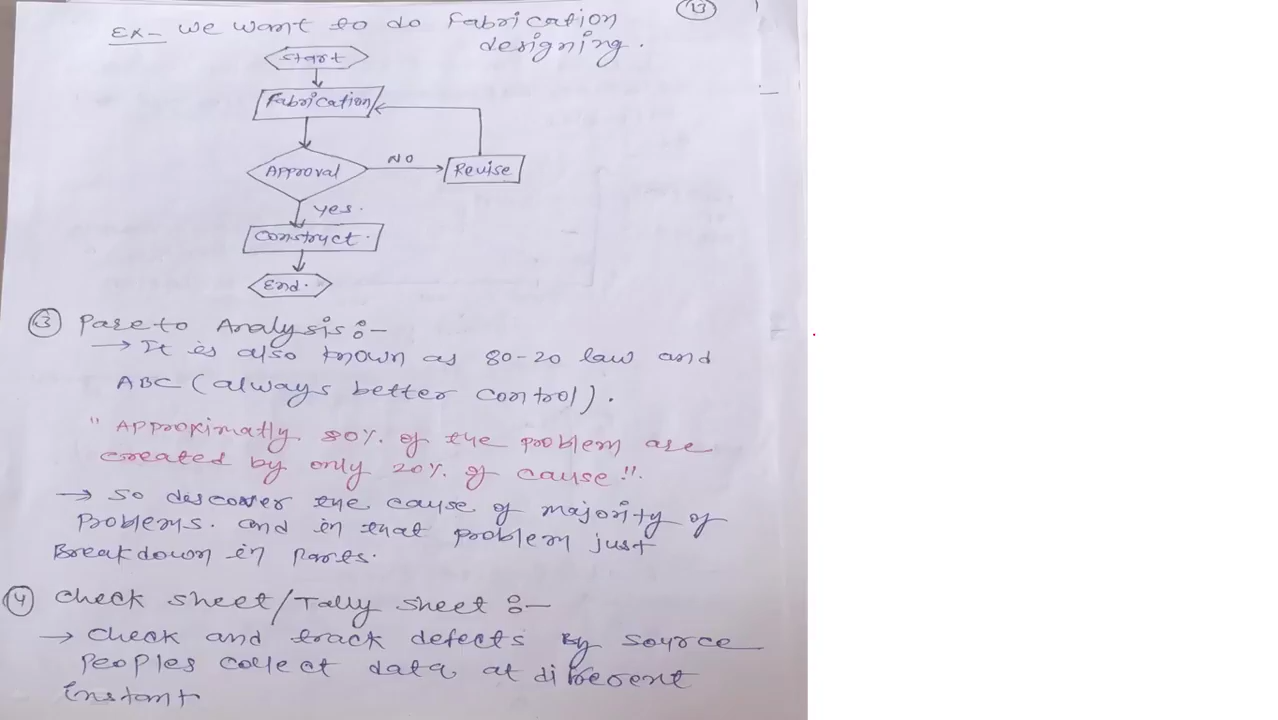 13
Ex- we want to do Fabrication
designing.
Start
Fabrication
Approval
NO
Revise
yes.
Construct.
End.
3 Pareto Analysis :-
→ It is also known as 80-20 law and
ABC (always better control).
"Approximatly 80% of the problem are
created by only 20% of cause".
→ So discover the cause of majority of
Problems. and in that problem just
Breakdown in Parts.
4 Check sheet/Tally sheet :-
→ Check and track defects by source
Peoples collect data at different
instant